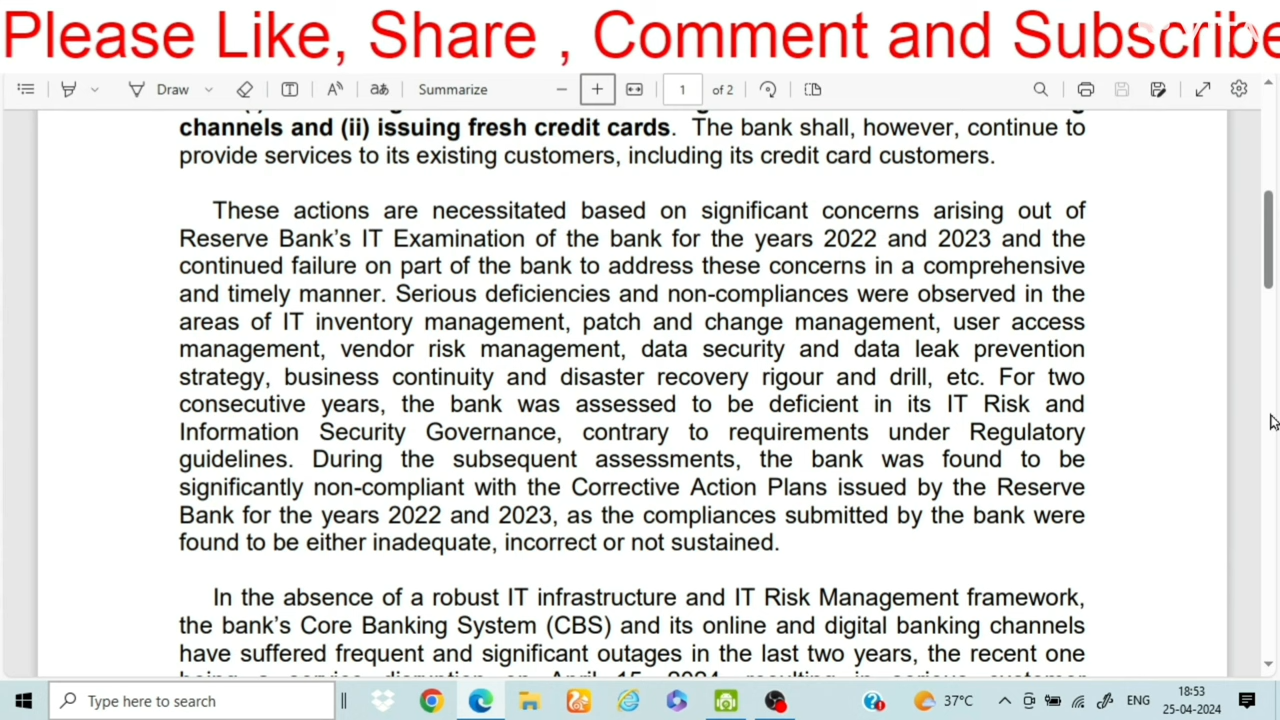 Please Like, Share , Comment and Subscribe
Draw
Summarize
1 of 2
channels and (ii) issuing fresh credit cards. The bank shall, however, continue to
provide services to its existing customers, including its credit card customers.
These actions are necessitated based on significant concerns arising out of
Reserve Bank’s IT Examination of the bank for the years 2022 and 2023 and the
continued failure on part of the bank to address these concerns in a comprehensive
and timely manner. Serious deficiencies and non-compliances were observed in the
areas of IT inventory management, patch and change management, user access
management, vendor risk management, data security and data leak prevention
strategy, business continuity and disaster recovery rigour and drill, etc. For two
consecutive years, the bank was assessed to be deficient in its IT Risk and
Information Security Governance, contrary to requirements under Regulatory
guidelines. During the subsequent assessments, the bank was found to be
significantly non-compliant with the Corrective Action Plans issued by the Reserve
Bank for the years 2022 and 2023, as the compliances submitted by the bank were
found to be either inadequate, incorrect or not sustained.
In the absence of a robust IT infrastructure and IT Risk Management framework,
the bank’s Core Banking System (CBS) and its online and digital banking channels
have suffered frequent and significant outages in the last two years, the recent one
Type here to search
37°C
ENG
18:53
25-04-2024